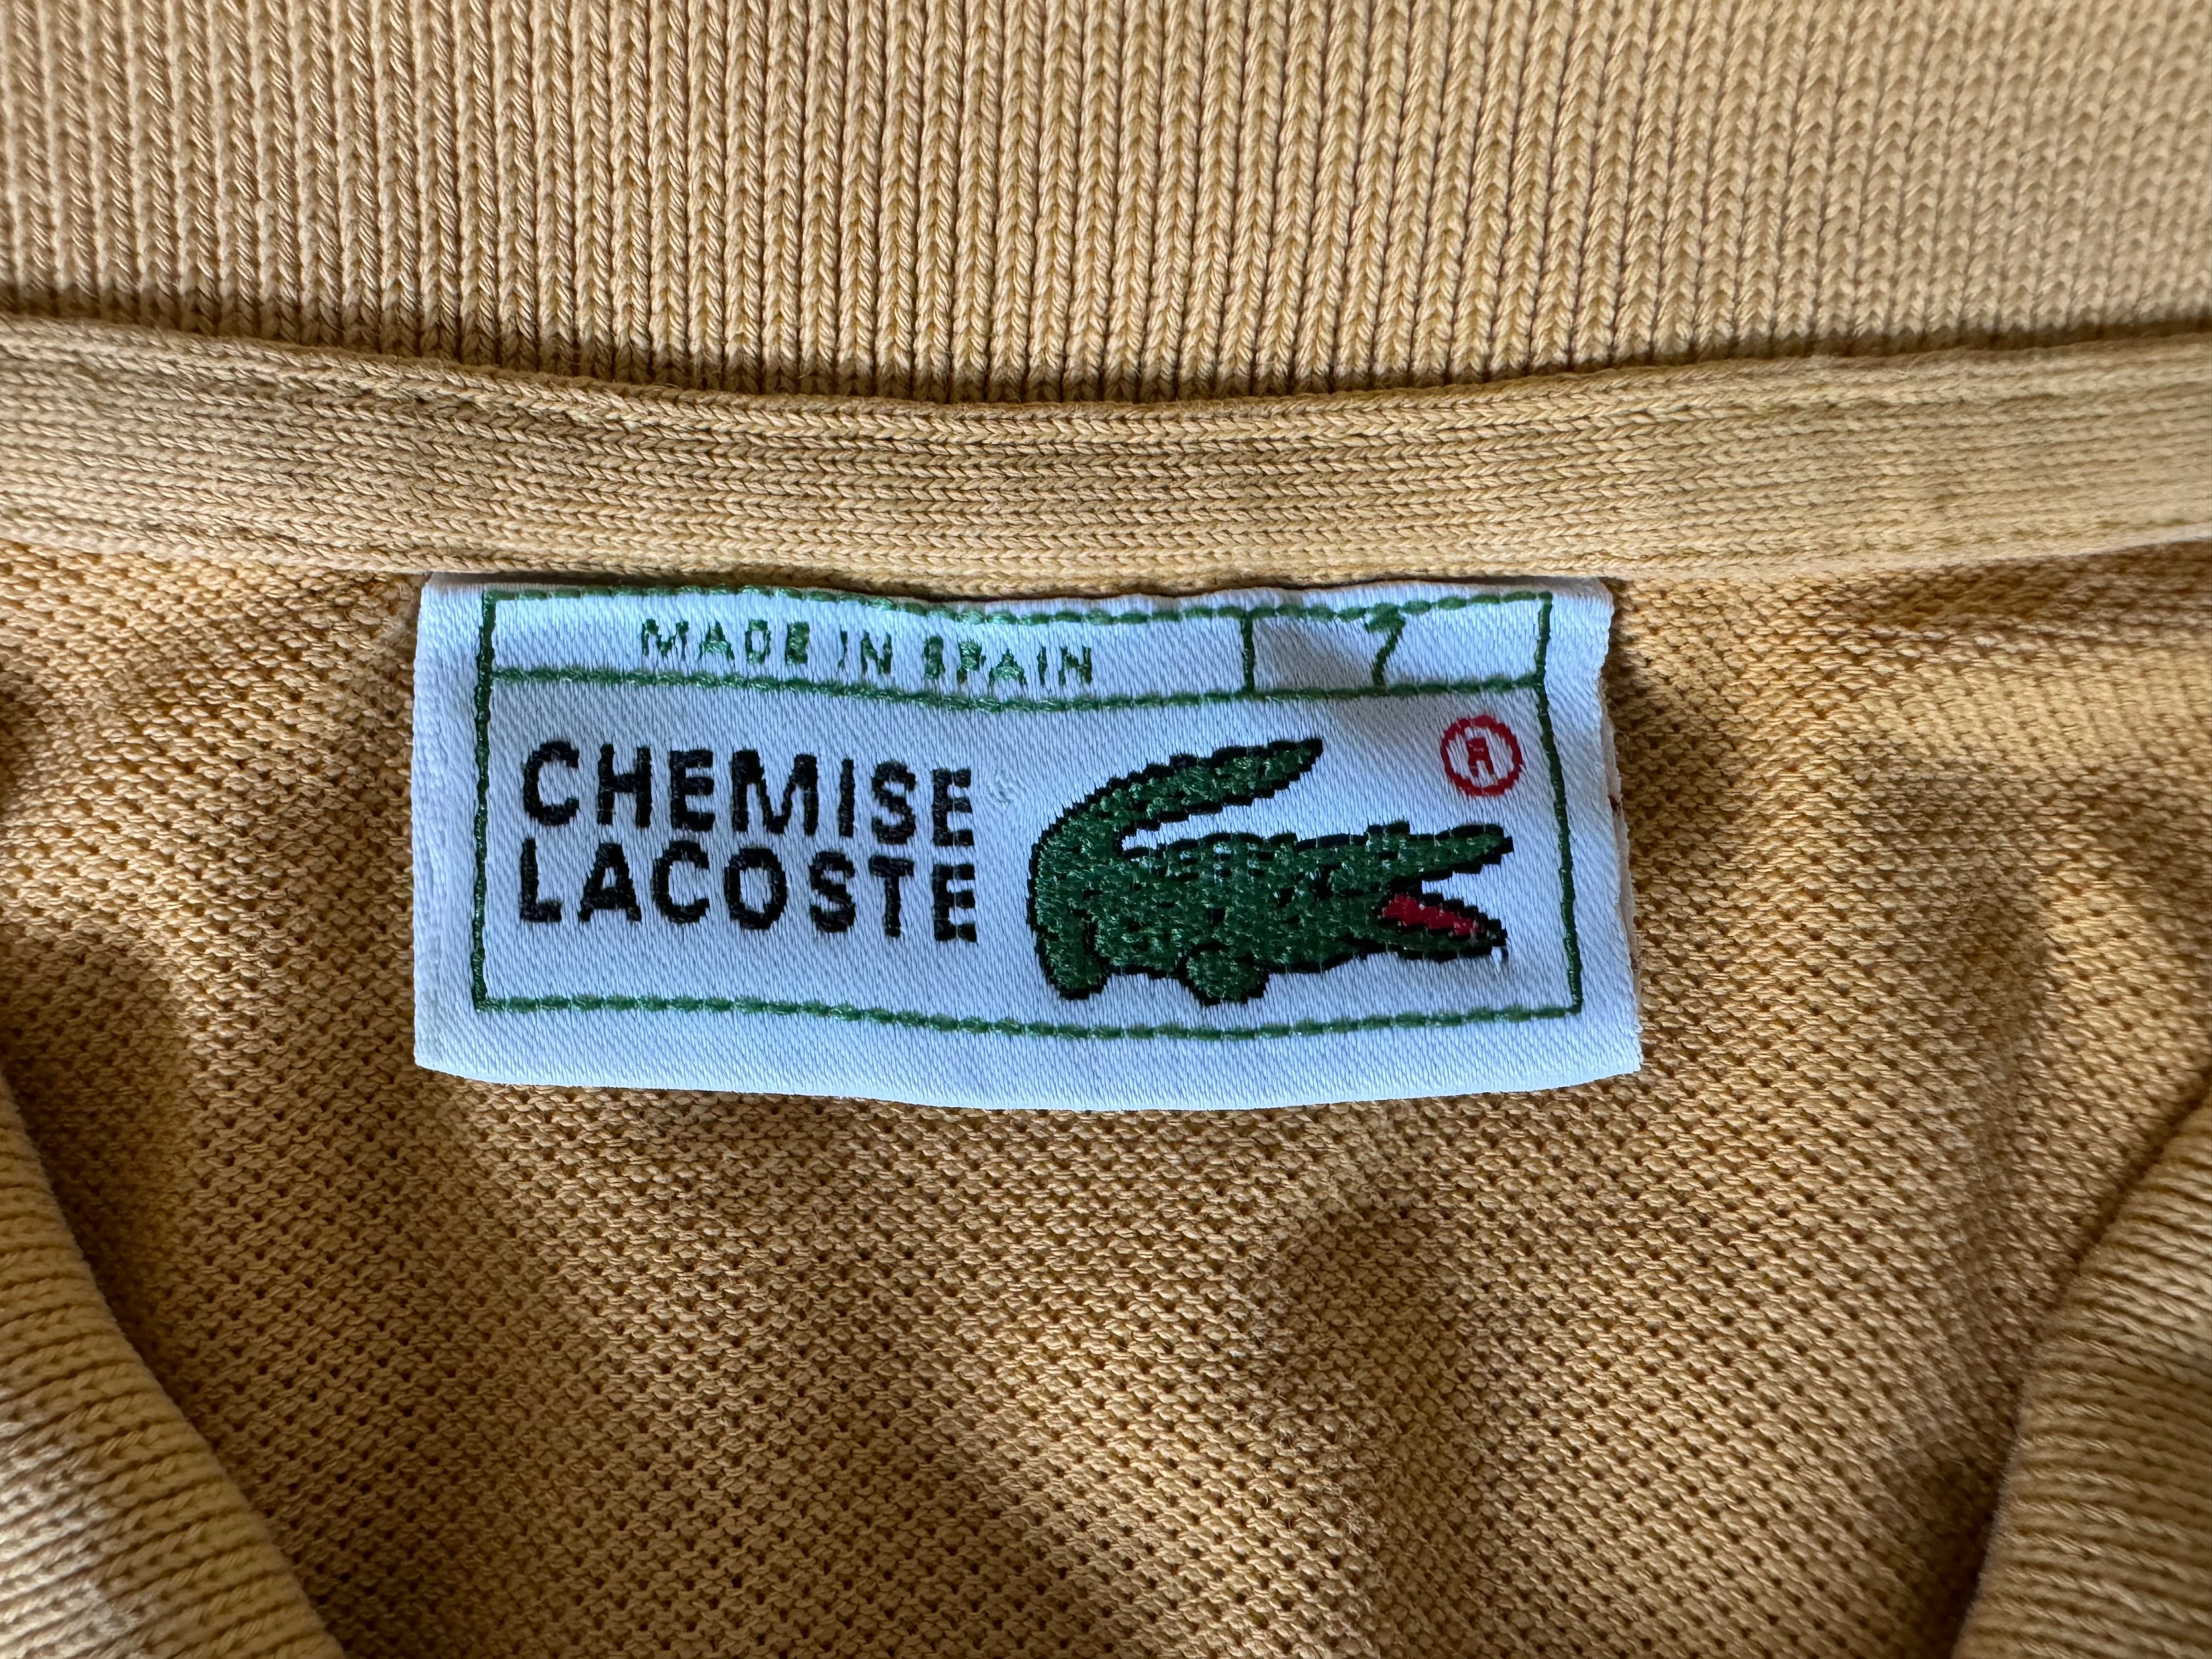 MADE IN SPAIN 7
CHEMISE
LACOSTE
®